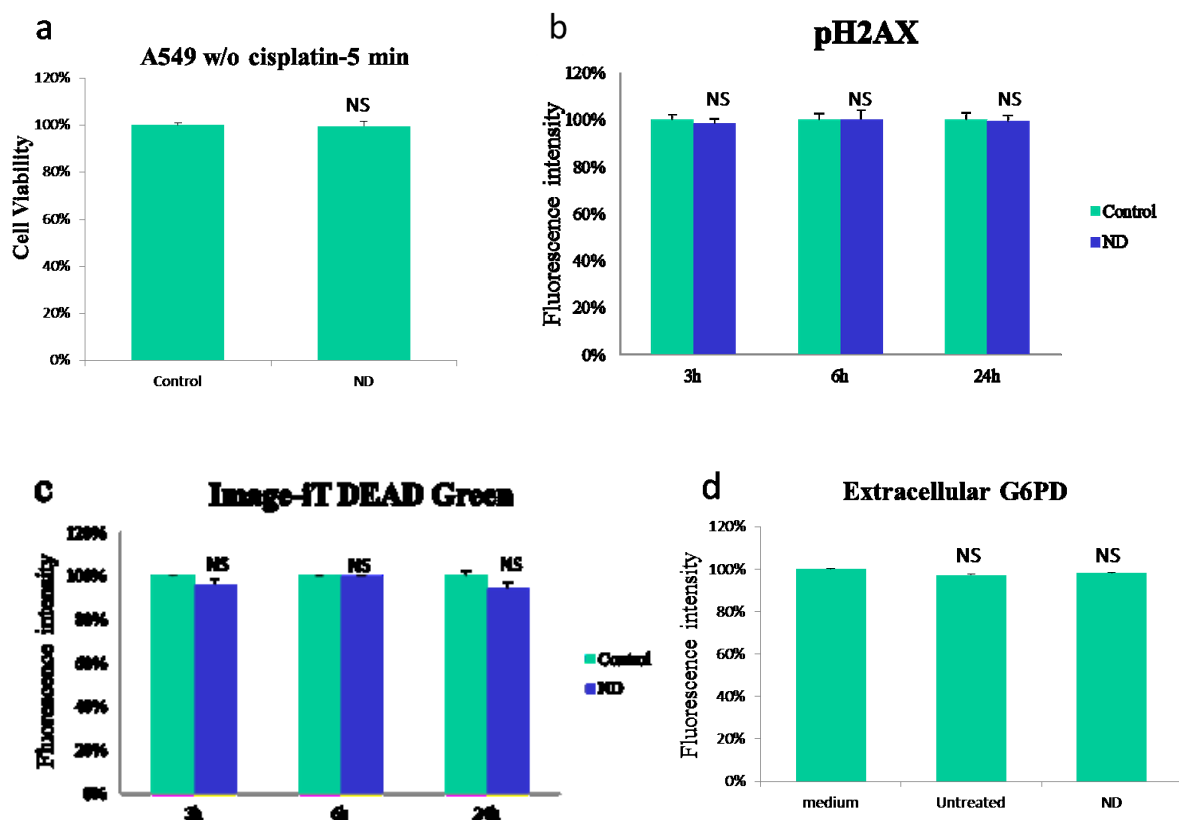 a
A549 w/o cisplatin-5 min
120%
100%
80%
60%
40%
20%
0%
Cell Viability
NS
Control
ND
b
pH2AX
120%
100%
80%
60%
40%
20%
0%
Fluorescence intensity
NS
NS
NS
3h
6h
24h
Control
ND
c
Image-iT DEAD Green
120%
100%
80%
60%
40%
20%
0%
Fluorescence intensity
NS
NS
NS
3h
6h
24h
Control
ND
d
Extracellular G6PD
120%
100%
80%
60%
40%
20%
0%
Fluorescence intensity
NS
NS
medium
Untreated
ND